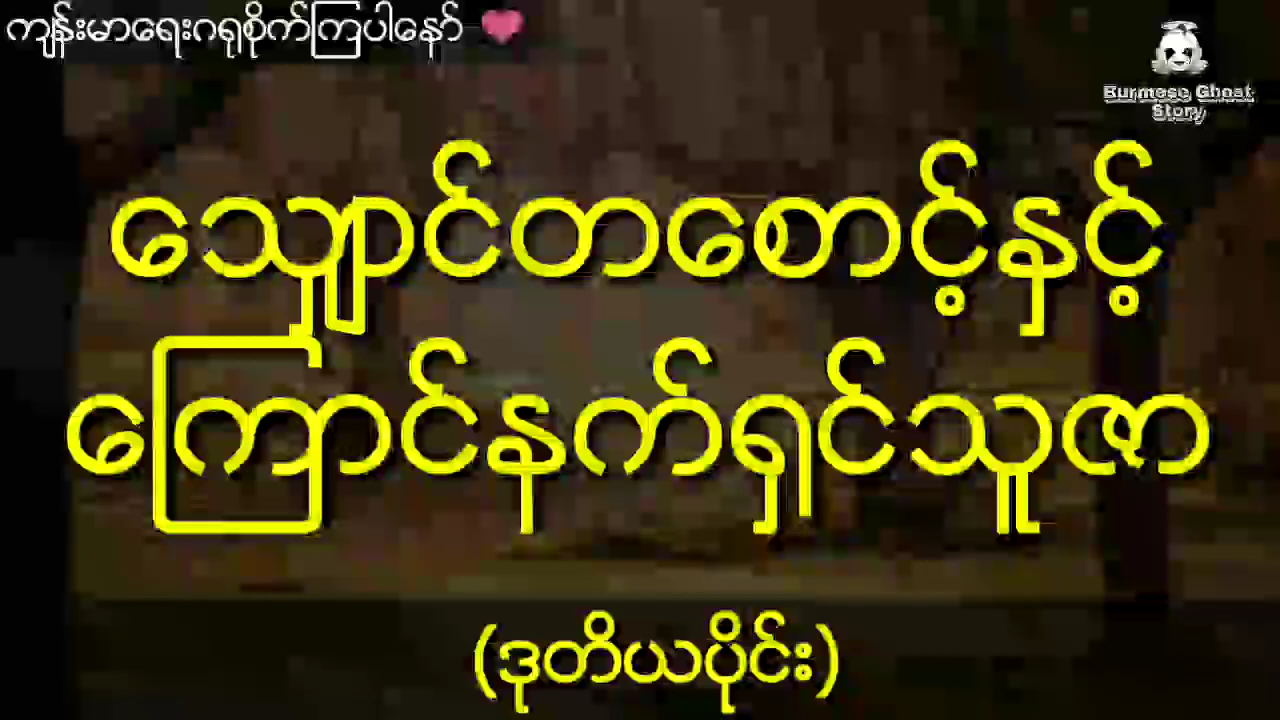 ကျန်းမာရေးဂရုစိုက်ကြပါနော် 💗
Burmese Ghost
Story
သျှောင်တစောင့်နှင့်
ကြောင်နက်ရှင်သူဇာ
(ဒုတိယပိုင်း)